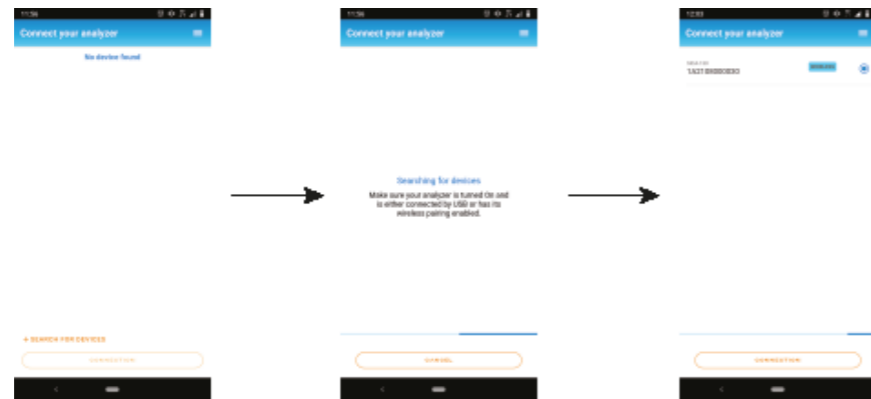 11:56
Connect your analyzer
No device found
+ SEARCH FOR DEVICES
CONNECTION
11:56
Connect your analyzer
Searching for devices
Make sure your analyzer is turned On and
is either connected by USB or has its
wireless pairing enabled.
CANCEL
12:03
Connect your analyzer
CONNECTION